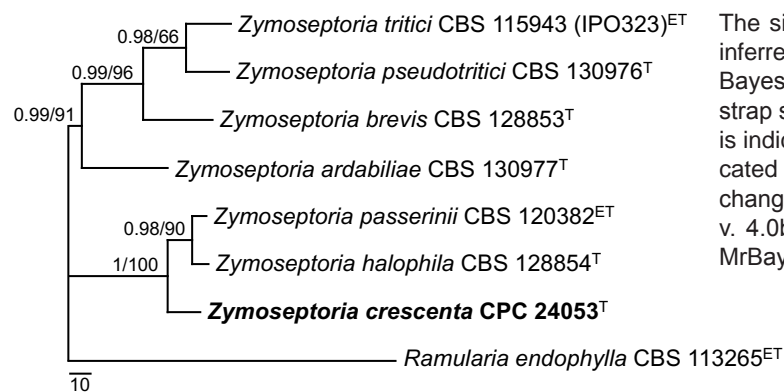 Zymoseptoria tritici CBS 115943 (IPO323)ET
0.98/66
Zymoseptoria pseudotritici CBS 130976T
0.99/96
Zymoseptoria brevis CBS 128853T
0.99/91
Zymoseptoria ardabiliae CBS 130977T
Zymoseptoria passerinii CBS 120382ET
0.98/90
Zymoseptoria halophila CBS 128854T
1/100
Zymoseptoria crescenta CPC 24053T
Ramularia endophylla CBS 113265ET
10
The si
inferre
Bayes
strap s
is indic
cated
chang
v. 4.0b
MrBay